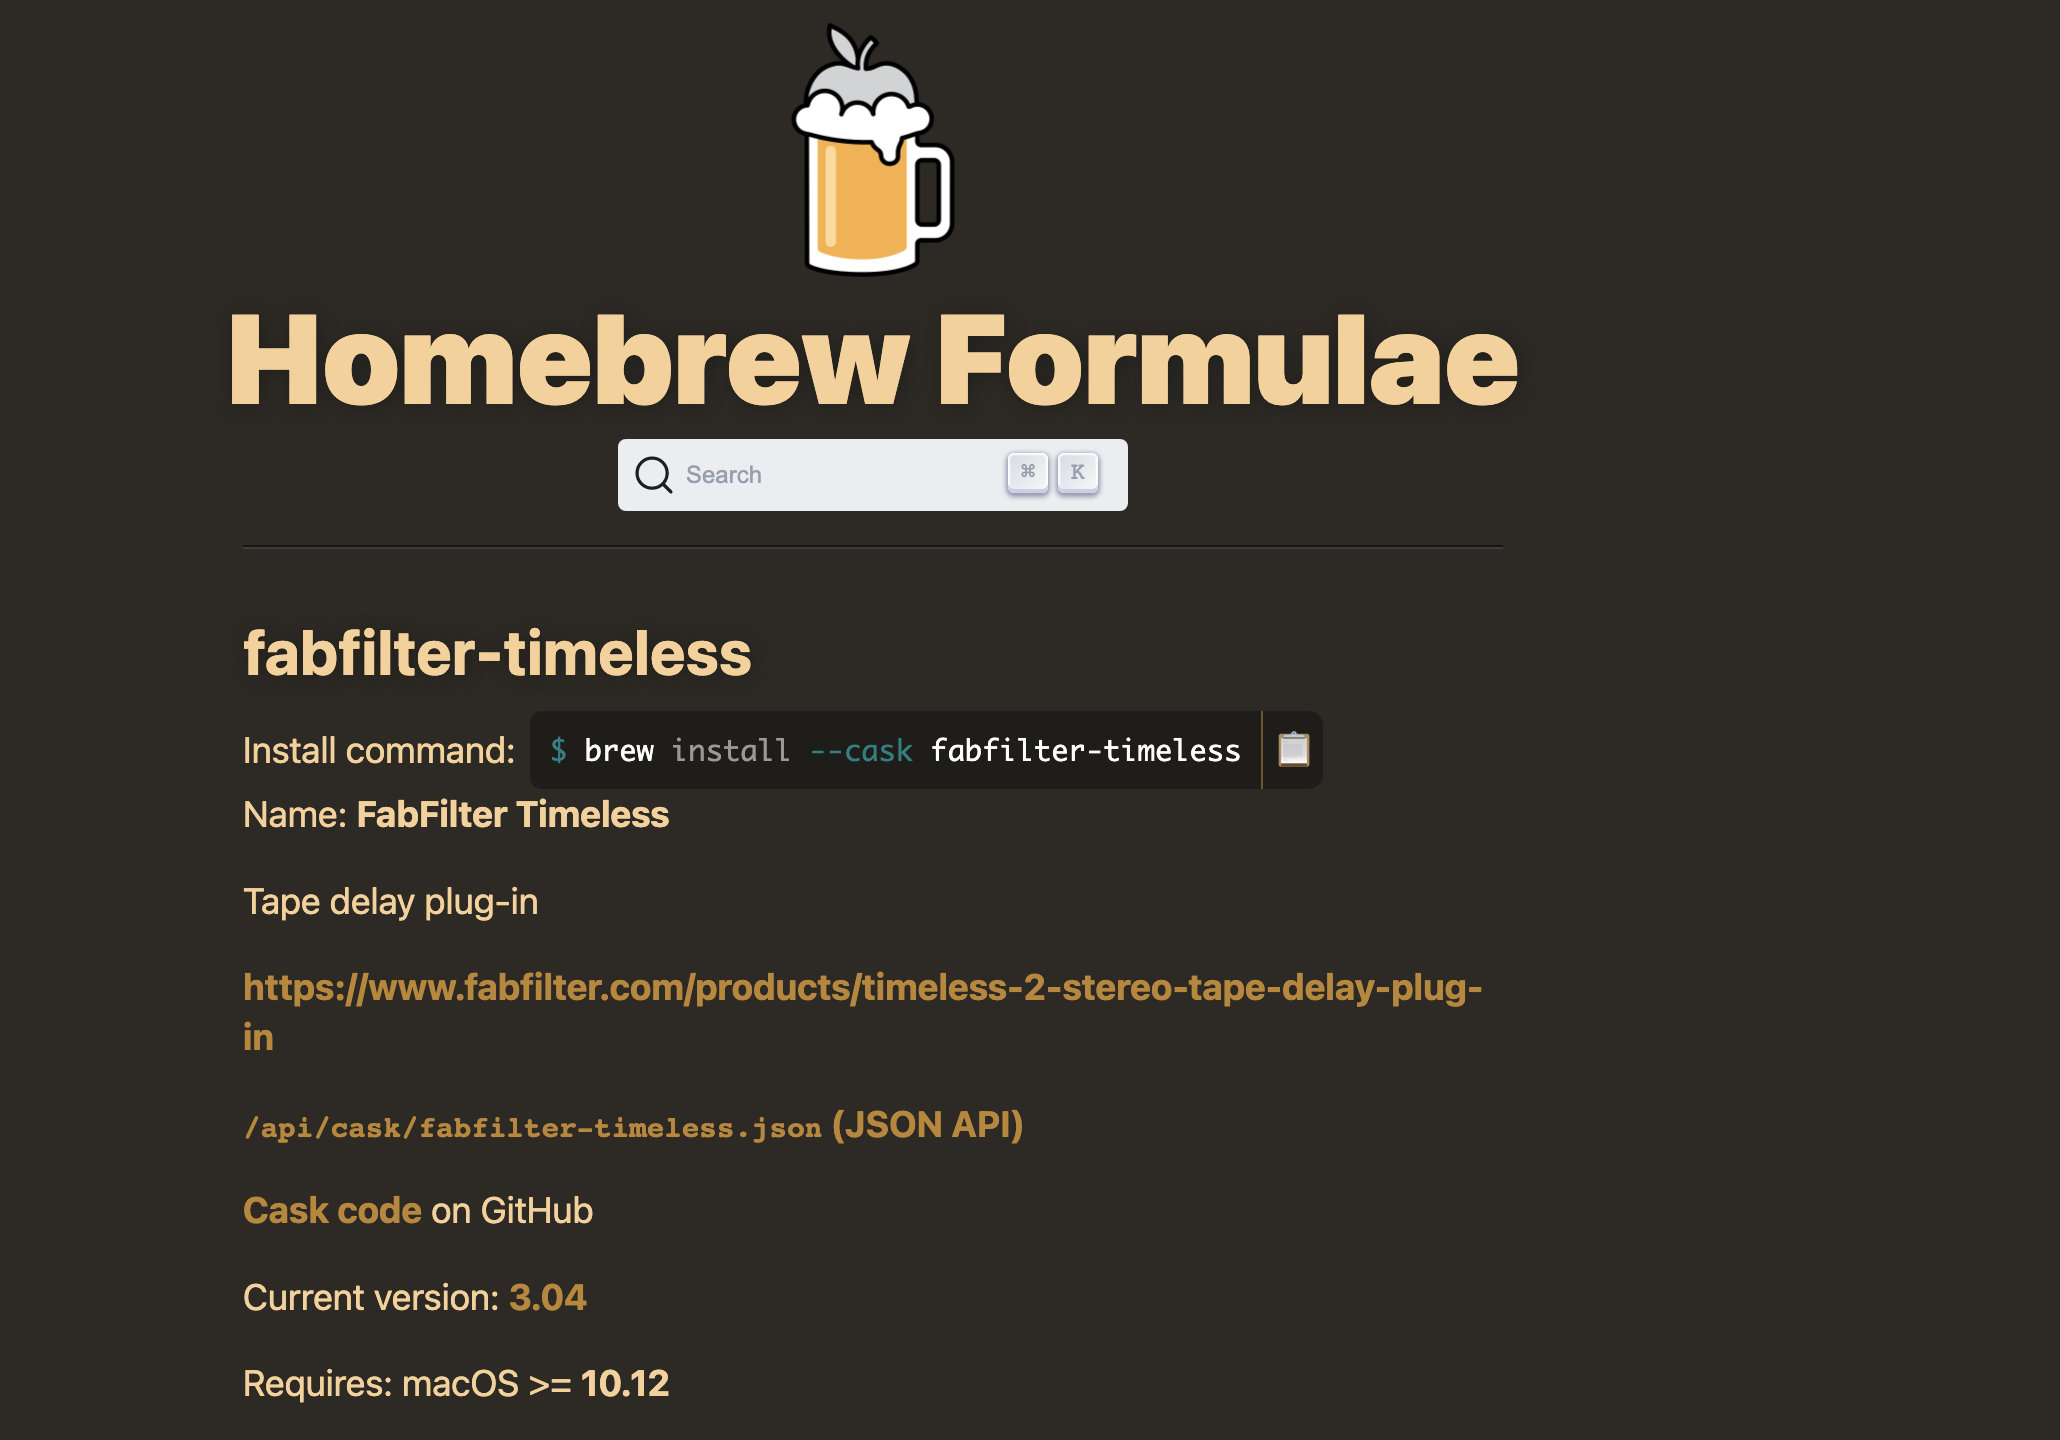 Homebrew Formulae
Search ⌘ K
fabfilter-timeless
Install command: $ brew install --cask fabfilter-timeless
Name: FabFilter Timeless
Tape delay plug-in
https://www.fabfilter.com/products/timeless-2-stereo-tape-delay-plug-
in
/api/cask/fabfilter-timeless.json (JSON API)
Cask code on GitHub
Current version: 3.04
Requires: macOS >= 10.12